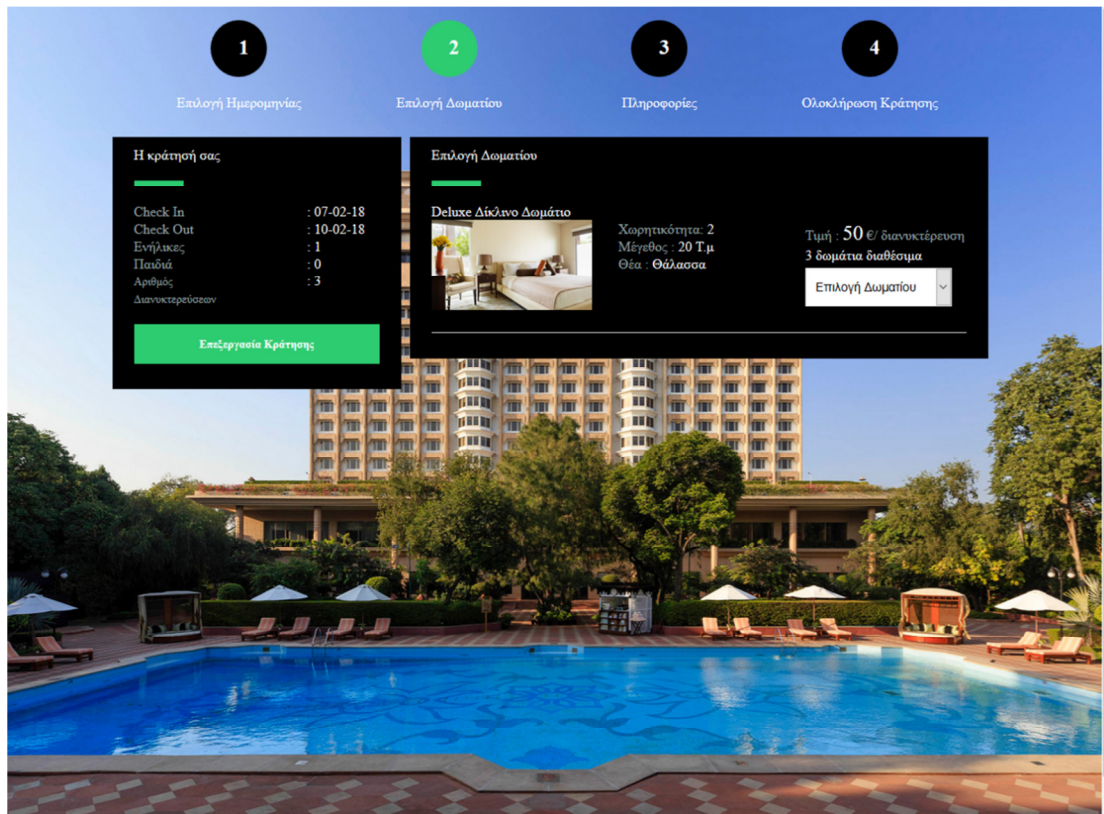 1
2
3
4
Επιλογή Ημερομηνίας
Επιλογή Δωματίου
Πληροφορίες
Ολοκλήρωση Κράτησης
Η κράτησή σας
Check In : 07-02-18
Check Out : 10-02-18
Ενήλικες : 1
Παιδιά : 0
Αριθμός : 3
Διανυκτερεύσεων
Επεξεργασία Κράτησης
Επιλογή Δωματίου
Deluxe Δίκλινο Δωμάτιο
Χωρητικότητα: 2
Μέγεθος : 20 Τ.μ
Θέα : Θάλασσα
Τιμή : 50 €/ διανυκτέρευση
3 δωμάτια διαθέσιμα
Επιλογή Δωματίου